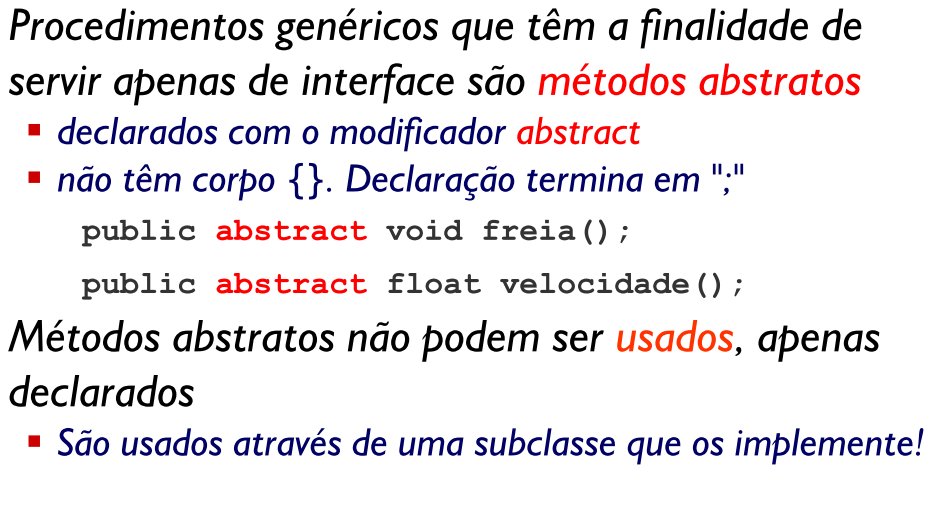 Procedimentos genéricos que têm a finalidade de
servir apenas de interface são métodos abstratos
▪ declarados com o modificador abstract
▪ não têm corpo {}. Declaração termina em ";"
public abstract void freia();
public abstract float velocidade();
Métodos abstratos não podem ser usados, apenas
declarados
▪ São usados através de uma subclasse que os implemente!